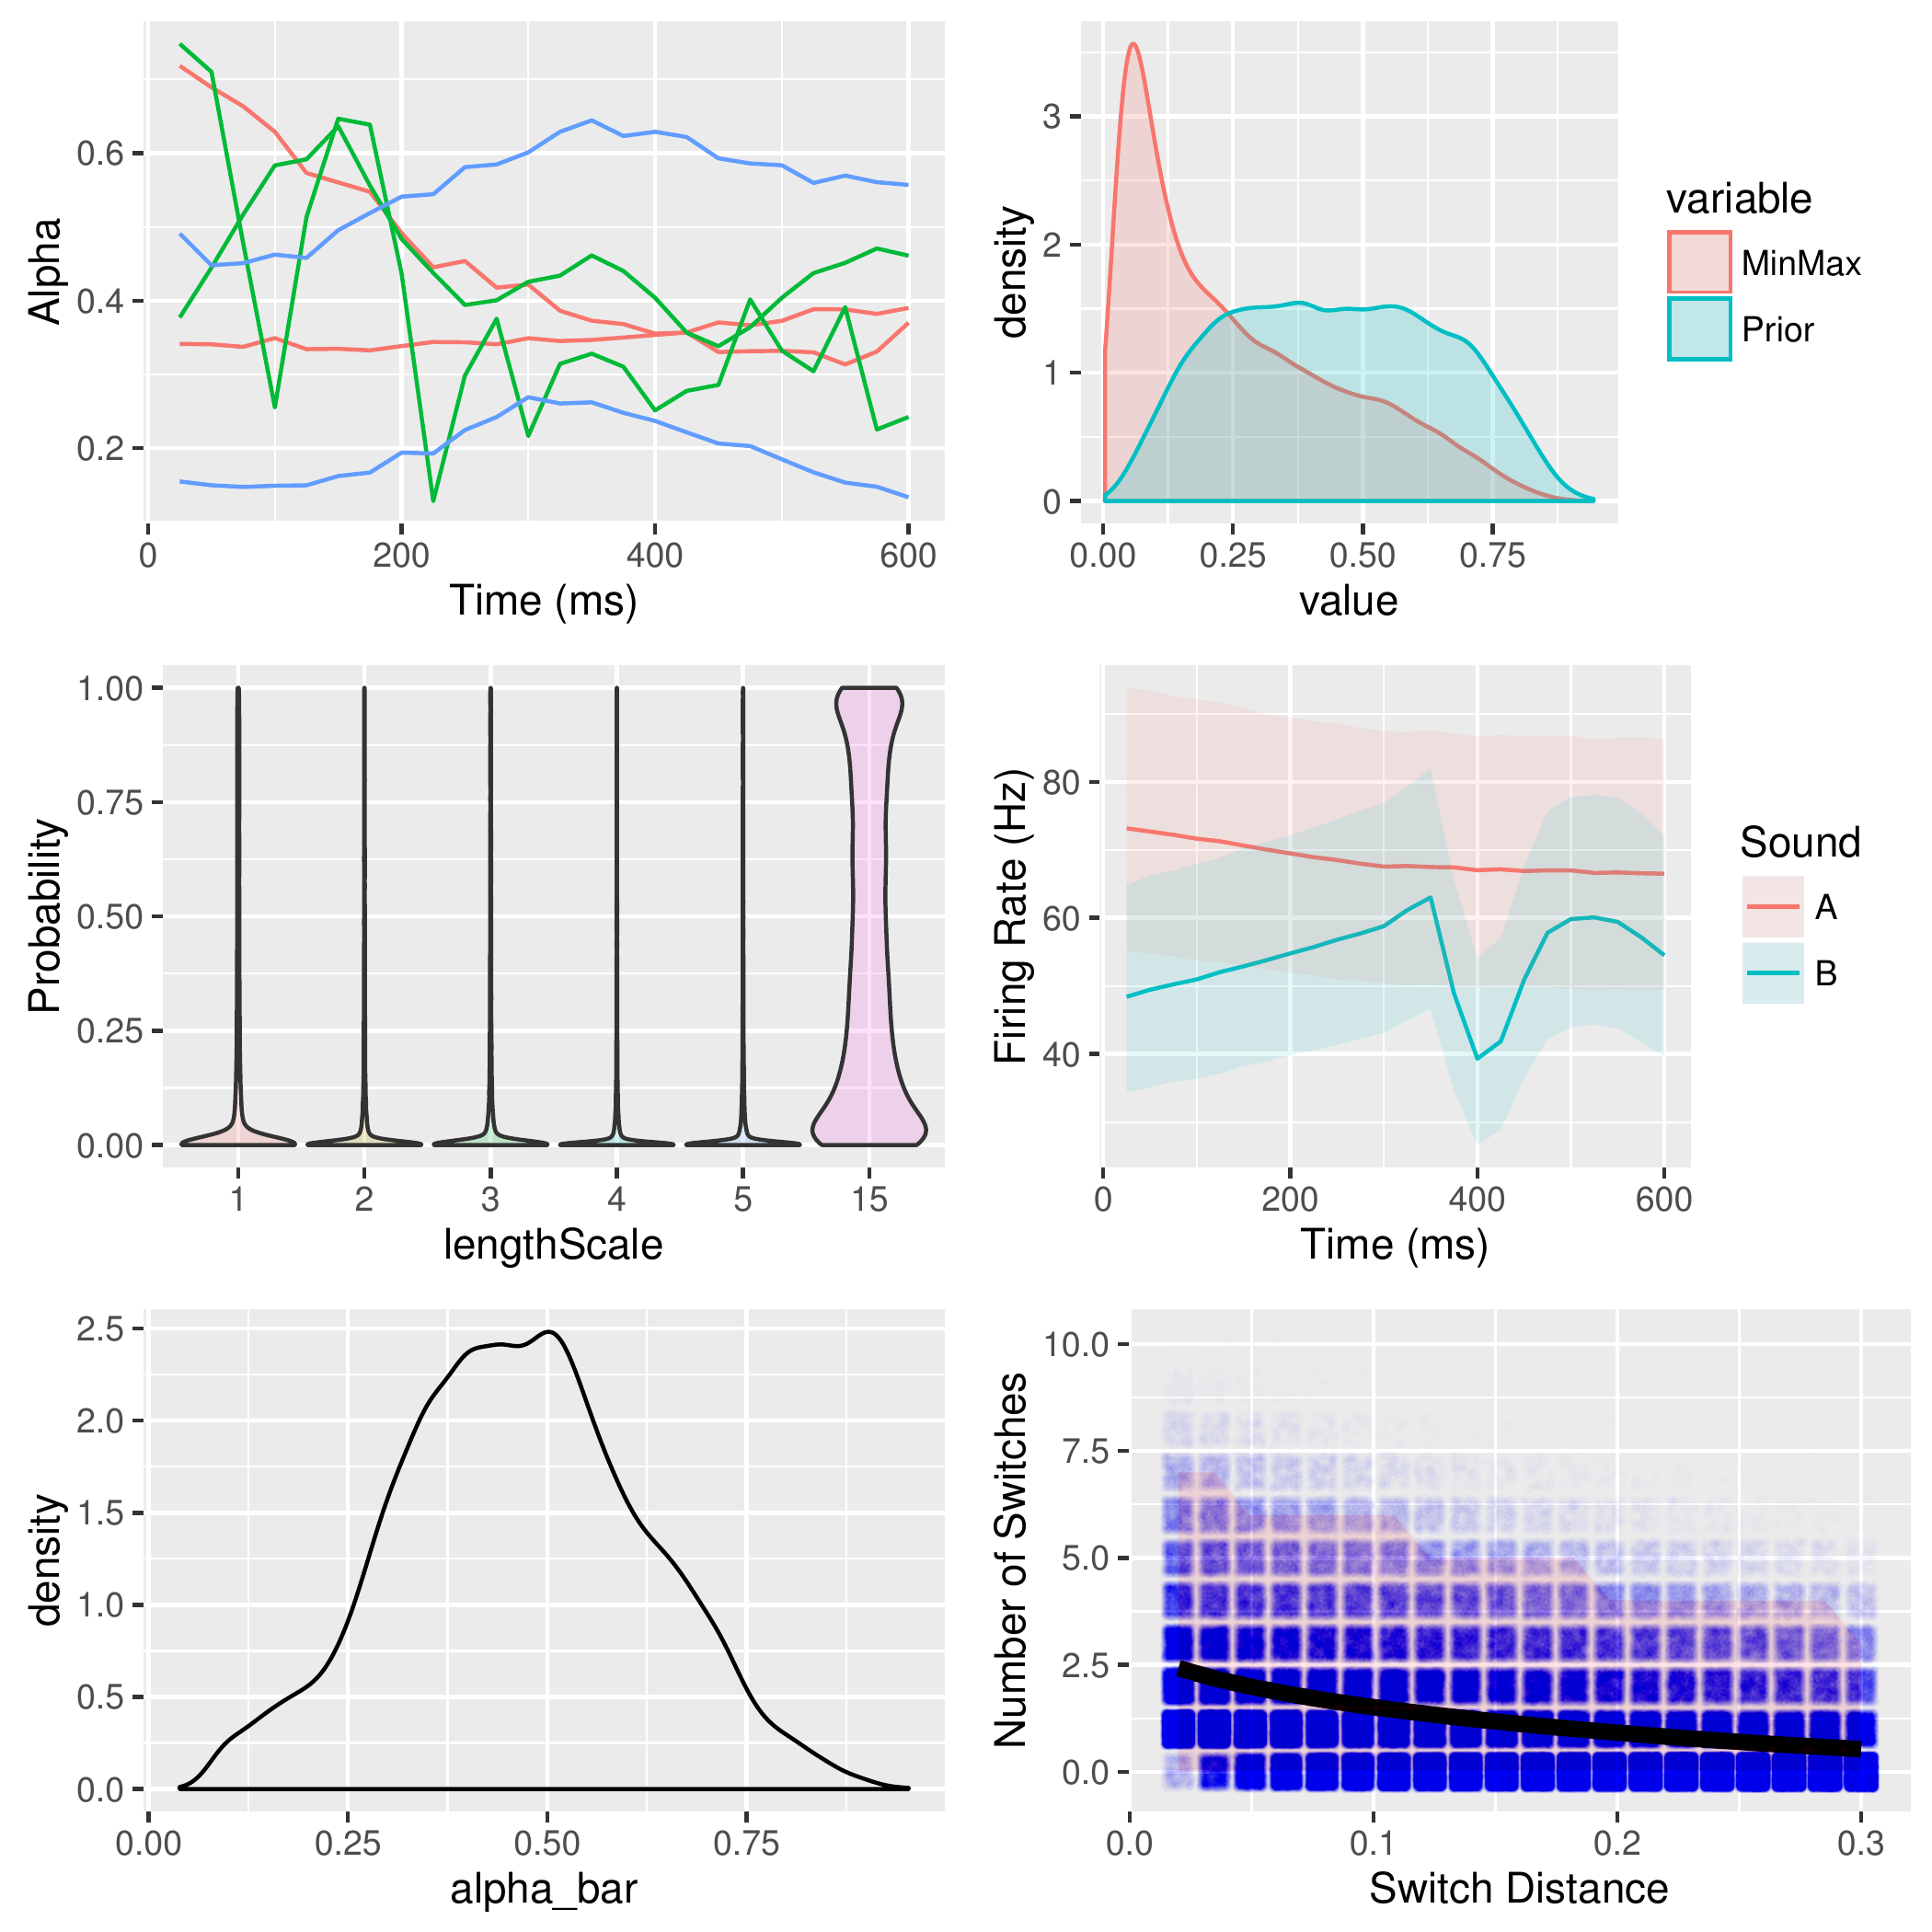 Alpha
0.6
0.4
0.2
0 200 400 600
Time (ms)
density
3
2
1
0
0.00 0.25 0.50 0.75
value
variable
MinMax
Prior
Probability
1.00
0.75
0.50
0.25
0.00
1 2 3 4 5 15
lengthScale
Firing Rate (Hz)
80
60
40
0 200 400 600
Time (ms)
Sound
A
B
density
2.5
2.0
1.5
1.0
0.5
0.0
0.00 0.25 0.50 0.75
alpha_bar
Number of Switches
10.0
7.5
5.0
2.5
0.0
0.0 0.1 0.2 0.3
Switch Distance